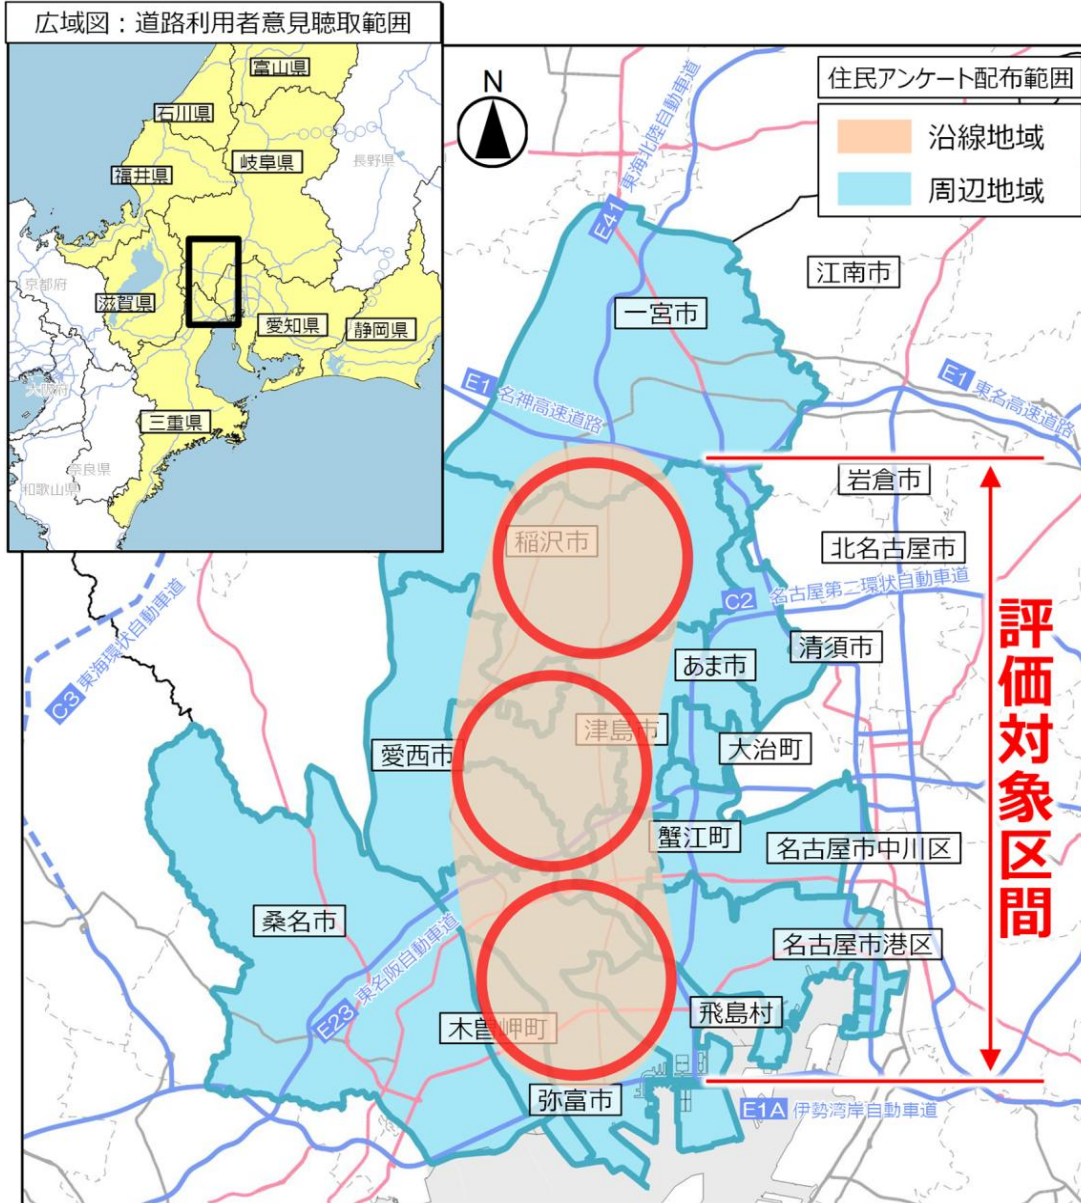 広域図：道路利用者意見聴取範囲
富山県
石川県
岐阜県
長野県
福井県
京都府
滋賀県
愛知県
静岡県
大阪府
三重県
奈良県
和歌山県
N
住民アンケート配布範囲
沿線地域
周辺地域
E41 東海北陸自動車道
江南市
一宮市
E1 名神高速道路
E1 東名高速道路
岩倉市
稲沢市
北名古屋市
C2 名古屋第二環状自動車道
C3 東海環状自動車道
清須市
あま市
評価対象区間
津島市
愛西市
大治町
蟹江町
名古屋市中川区
桑名市
名古屋市港区
E23 東名阪自動車道
飛島村
木曽岬町
弥富市
E1A 伊勢湾岸自動車道